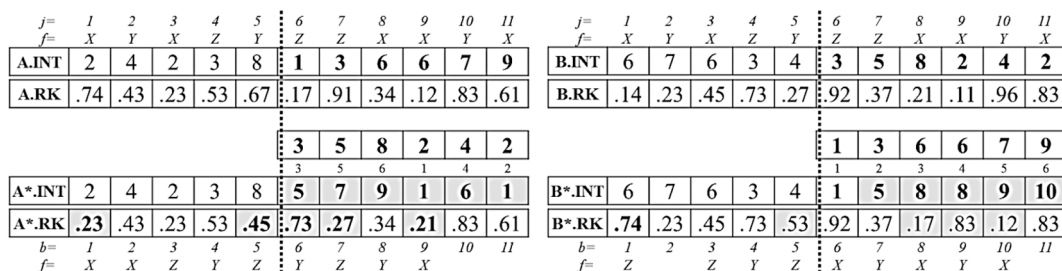 j= 1 2 3 4 5 6 7 8 9 10 11
f= X Y X Z Y Z Z X X Y X
A.INT 2 4 2 3 8 1 3 6 6 7 9
A.RK .74 .43 .23 .53 .67 .17 .91 .34 .12 .83 .61
3 5 8 2 4 2
3 5 6 1 4 2
A*.INT 2 4 2 3 8 5 7 9 1 6 1
A*.RK .23 .43 .23 .53 .45 .73 .27 .34 .21 .83 .61
b= 1 2 3 4 5 6 7 8 9 10 11
f= X X Z Y Z Y X Z X
j= 1 2 3 4 5 6 7 8 9 10 11
f= X Y X Z Y Z Z X X Y X
B.INT 6 7 6 3 4 3 5 8 2 4 2
B.RK .14 .23 .45 .73 .27 .92 .37 .21 .11 .96 .83
1 3 6 6 7 9
1 2 3 4 5 6
B*.INT 6 7 6 3 4 1 5 8 8 9 10
B*.RK .74 .23 .45 .73 .53 .92 .37 .17 .83 .12 .83
b= 1 2 3 4 5 6 7 8 9 10 11
f= Z Z Y Z X Y X Y X